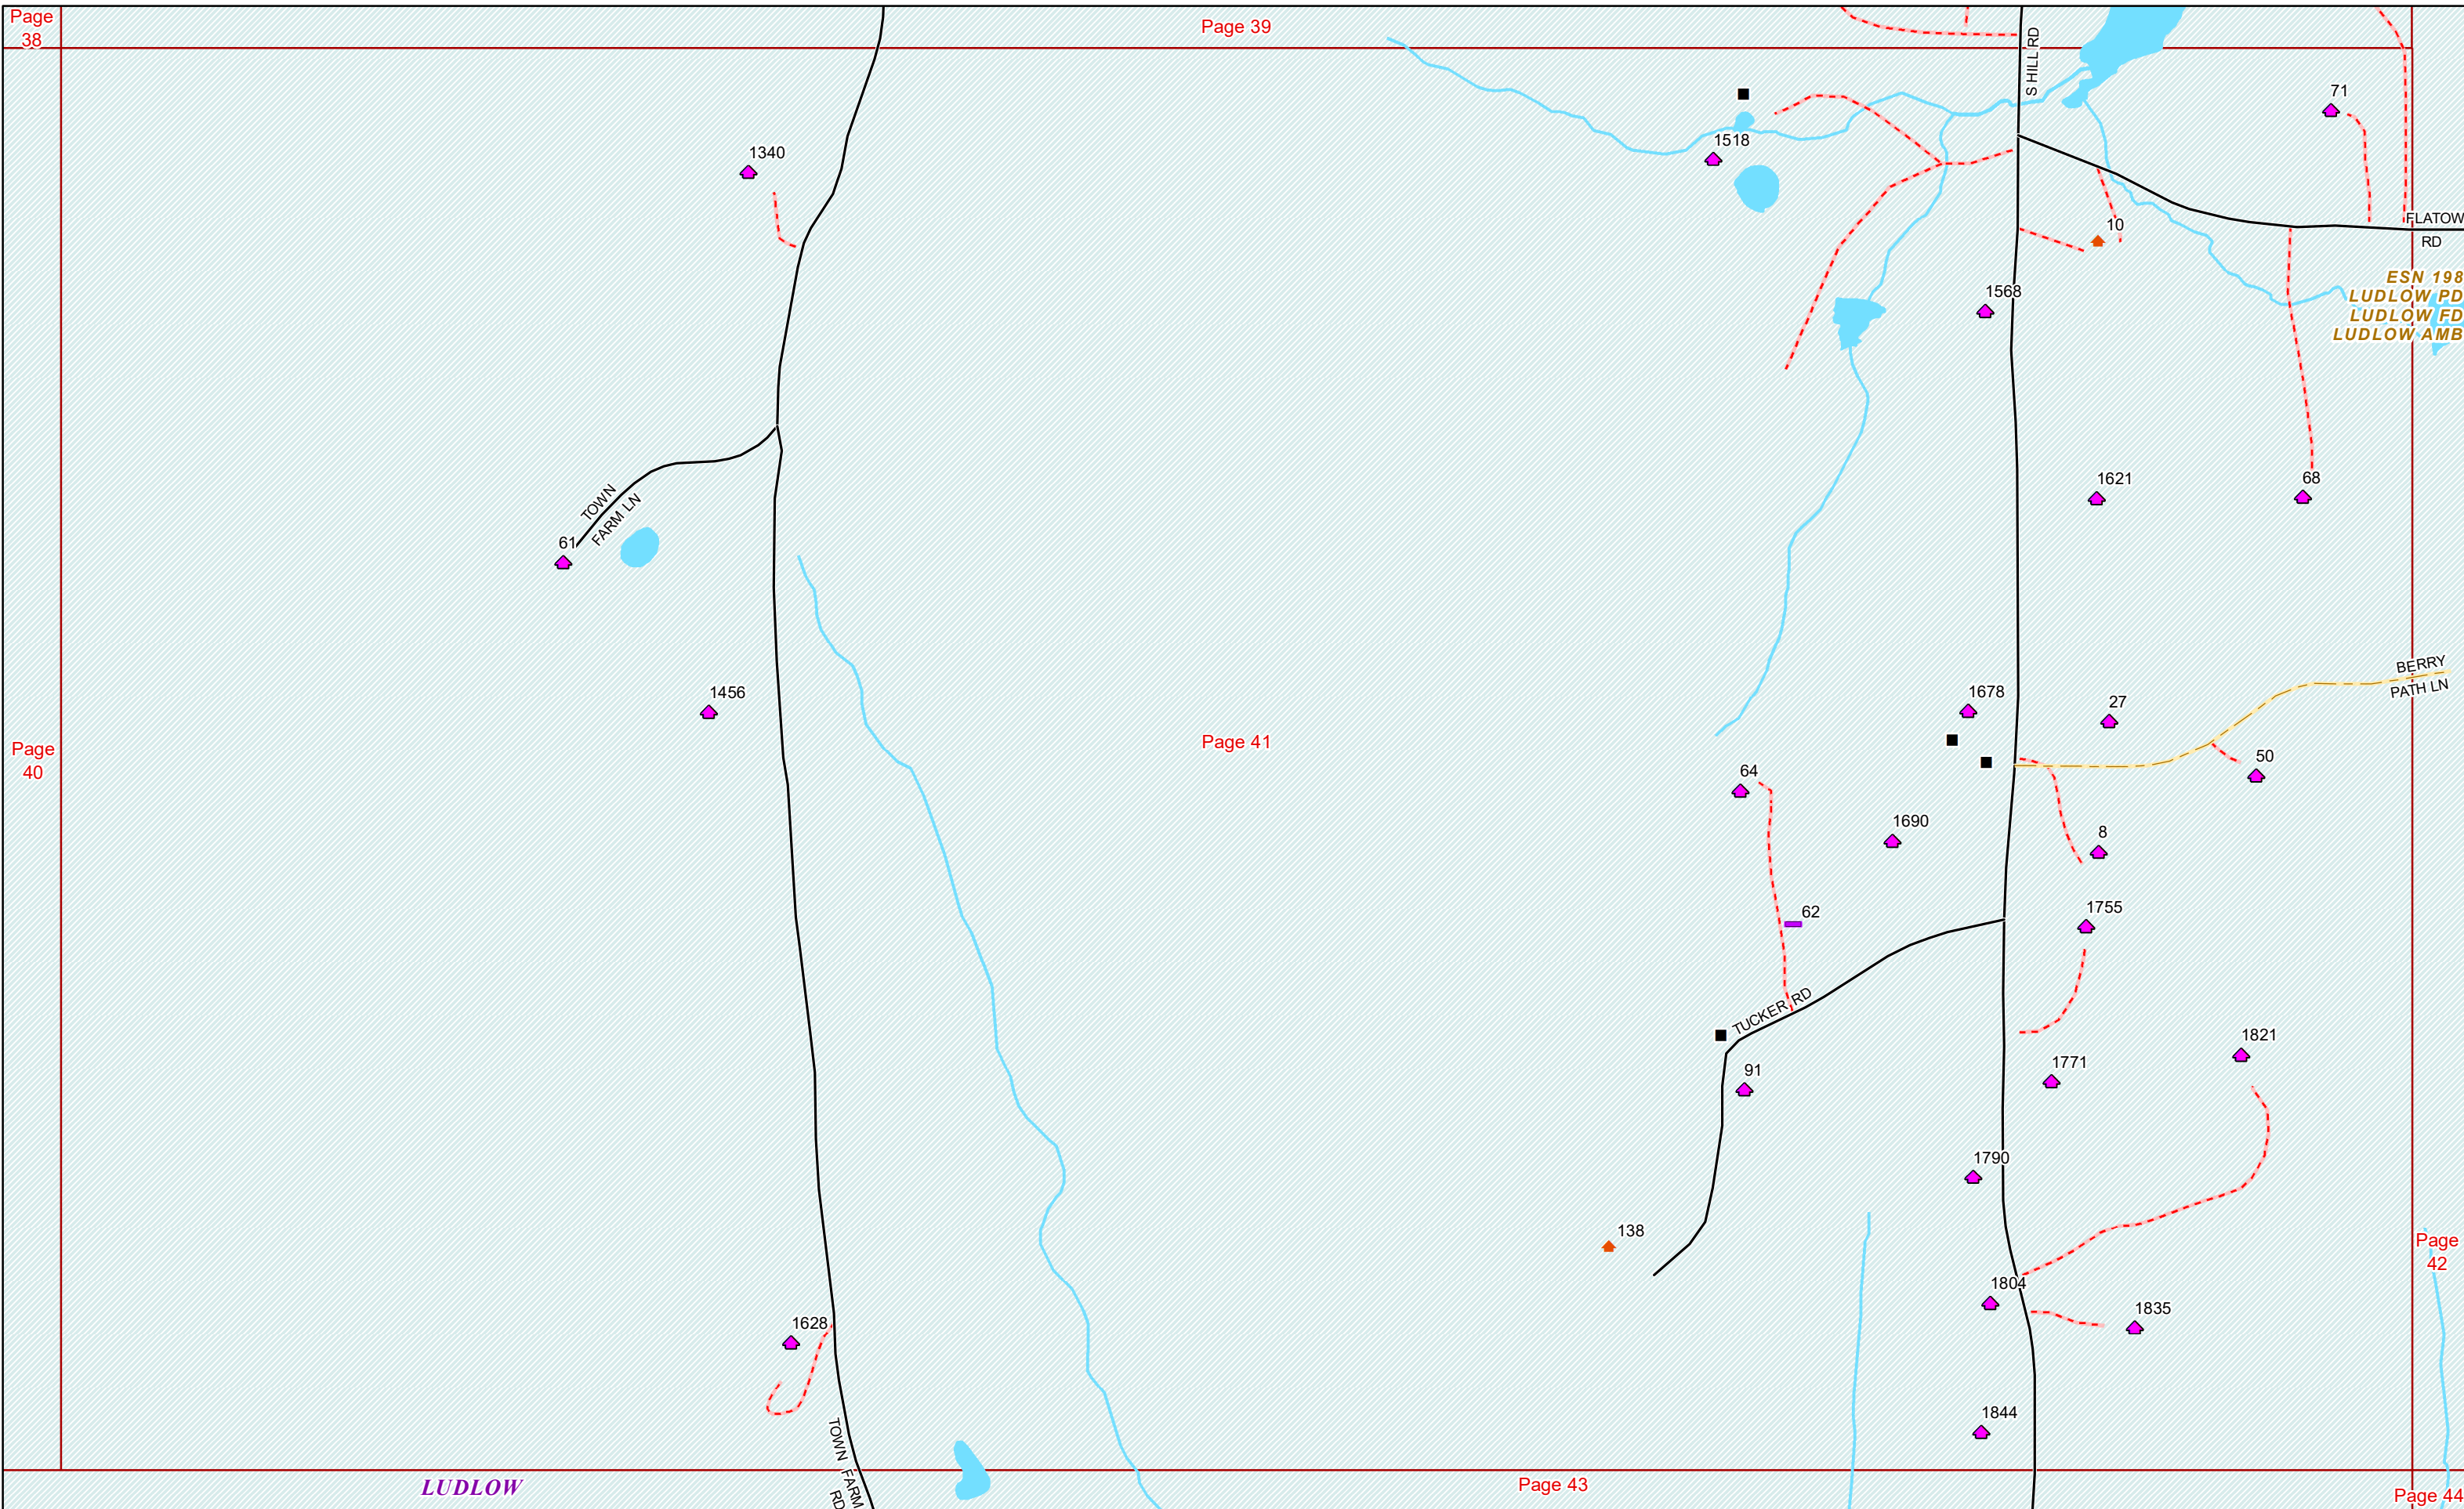 Page
38
Page 39
S HILL RD
71
1340
1518
10
FLATOW
RD
ESN 198
LUDLOW PD
LUDLOW FD
LUDLOW AMB
1568
1621
68
TOWN
FARM LN
61
BERRY
PATH LN
1456
1678
27
Page
40
Page 41
50
64
1690
8
62
1755
TUCKER RD
1821
91
1771
1790
138
Page
42
1804
1835
1628
1844
TOWN FARM
RD
LUDLOW
Page 43
Page 44